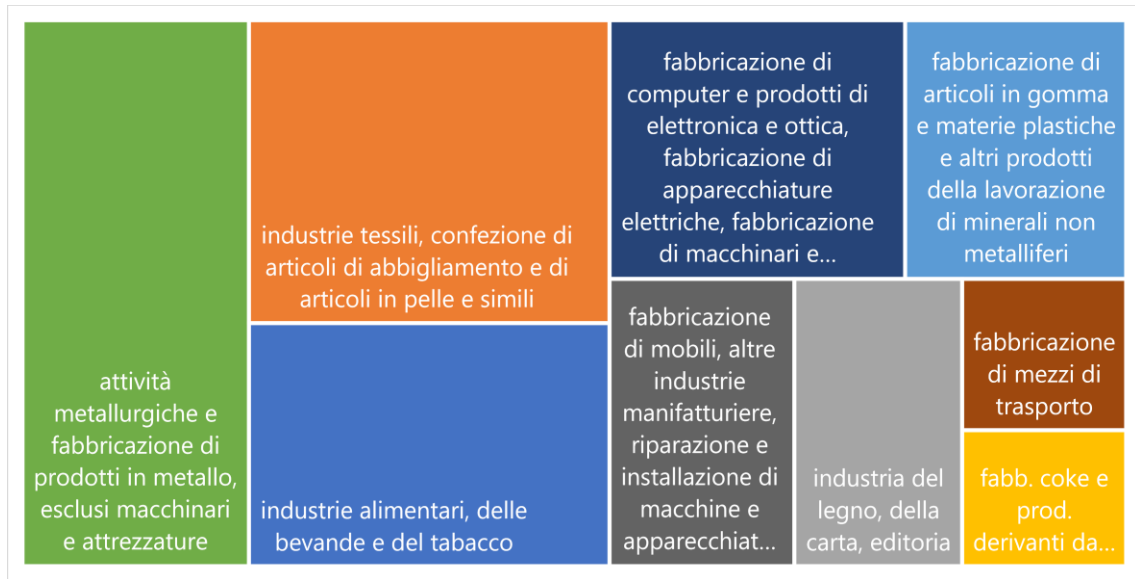 attività
metallurgiche e
fabbricazione di
prodotti in metallo,
esclusi macchinari
e attrezzature
industrie tessili, confezione di
articoli di abbigliamento e di
articoli in pelle e simili
industrie alimentari, delle
bevande e del tabacco
fabbricazione di
computer e prodotti di
elettronica e ottica,
fabbricazione di
apparecchiature
elettriche, fabbricazione
di macchinari e...
fabbricazione di
articoli in gomma
e materie plastiche
e altri prodotti
della lavorazione
di minerali non
metalliferi
fabbricazione
di mobili, altre
industrie
manifatturiere,
riparazione e
installazione di
macchine e
apparecchiat...
industria del
legno, della
carta, editoria
fabbricazione
di mezzi di
trasporto
fabb. coke e
prod.
derivanti da...